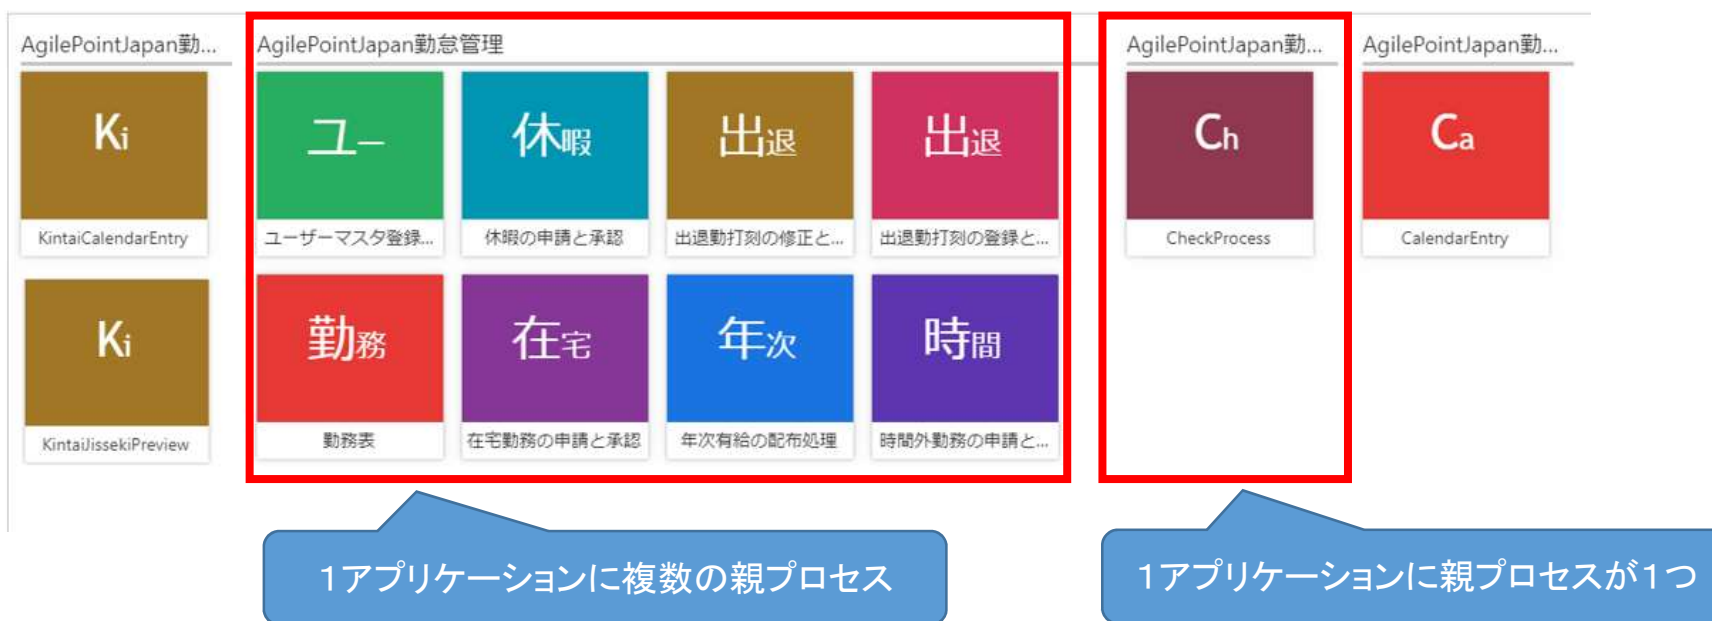 AgilePointJapan勤...
AgilePointJapan勤怠管理
AgilePointJapan勤...
AgilePointJapan勤...
Ki
ユー
休暇
出退
出退
Ch
Ca
KintaiCalendarEntry
ユーザーマスタ登録...
休暇の申請と承認
出退勤打刻の修正と...
出退勤打刻の登録と...
CheckProcess
CalendarEntry
Ki
勤務
在宅
年次
時間
KintaiJissekiPreview
勤務表
在宅勤務の申請と承認
年次有給の配布処理
時間外勤務の申請と...
1アプリケーションに複数の親プロセス
1アプリケーションに親プロセスが1つ